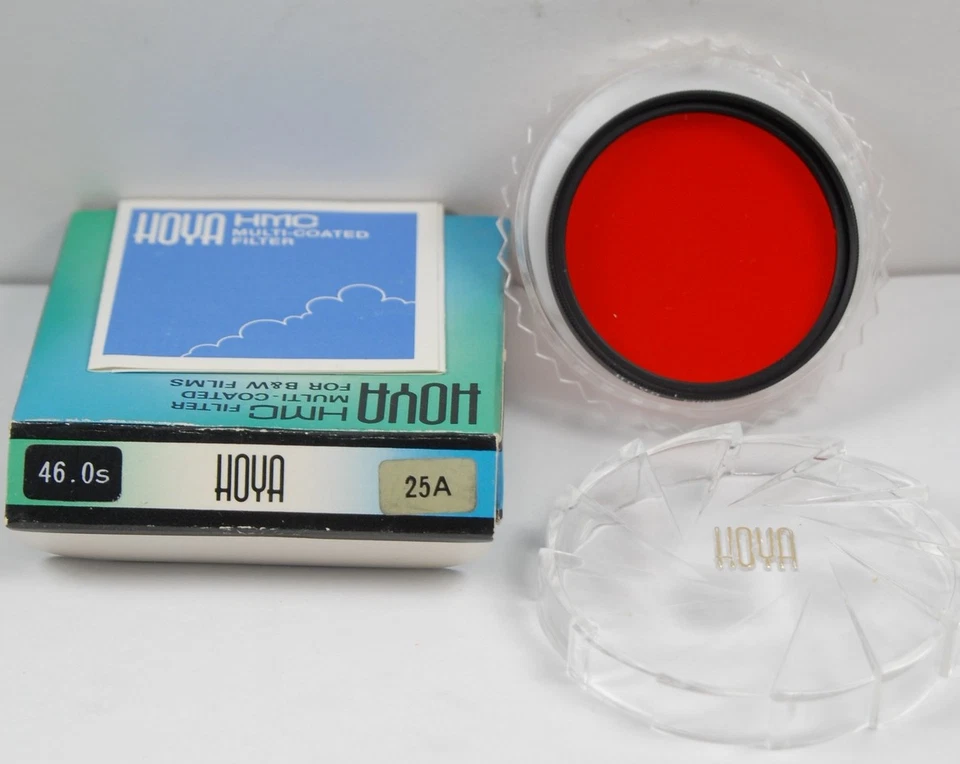 HOYA HMC
MULTI-COATED
FILTER
HOYA HMC FILTER
MULTI-COATED
FOR B&W FILMS
46.0s
HOYA
25A
HOYA